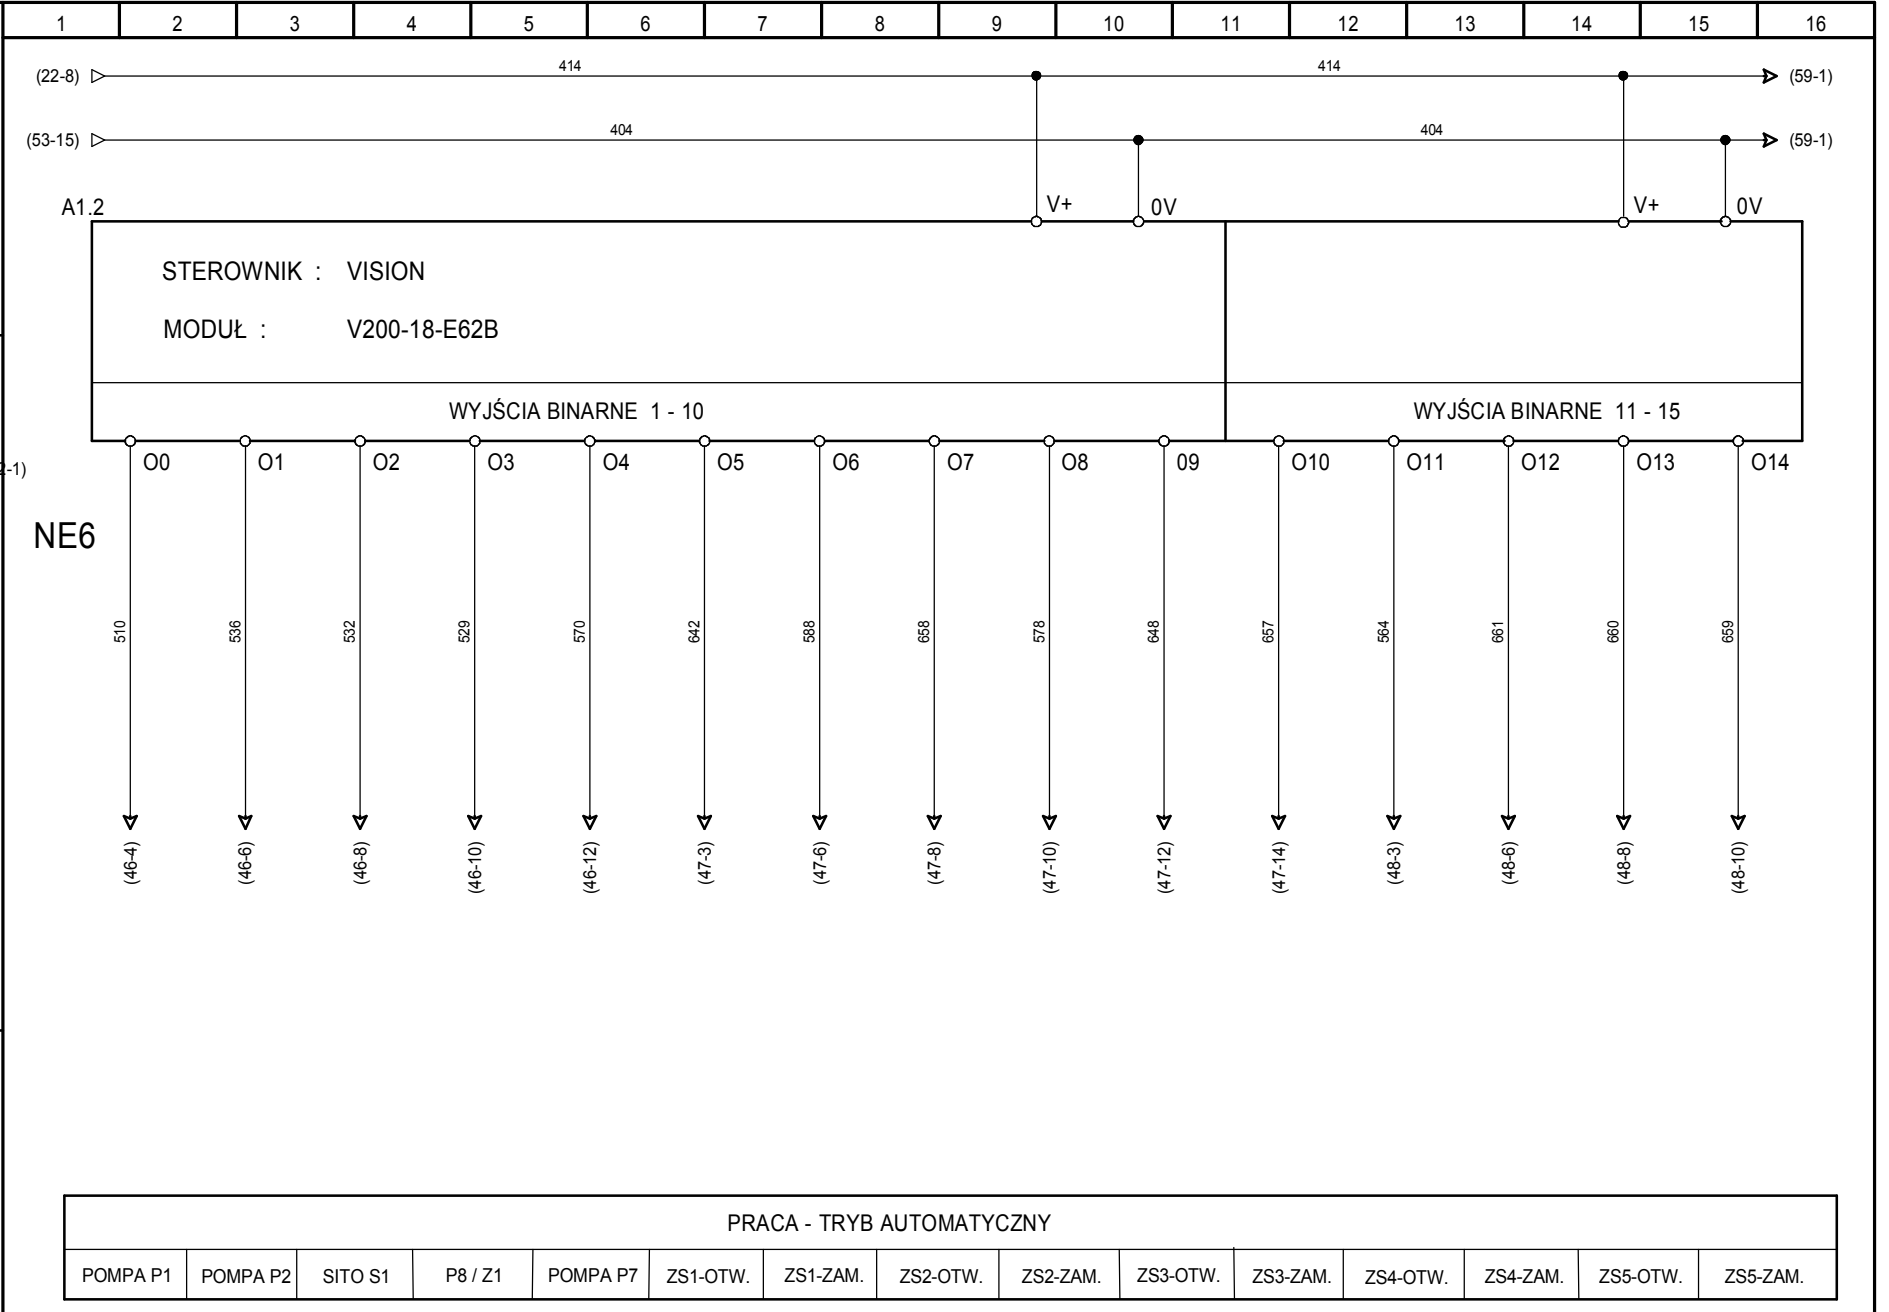 1 2 3 4 5 6 7 8 9 10 11 12 13 14 15 16
(22-8) 414 414 (59-1)
(53-15) 404 404 (59-1)
A1.2 V+ 0V V+ 0V
STEROWNIK : VISION
MODUŁ : V200-18-E62B
WYJŚCIA BINARNE 1 - 10 WYJŚCIA BINARNE 11 - 15
O0 O1 O2 O3 O4 O5 O6 O7 O8 09 O10 O11 O12 O13 O14
-1)
NE6
510 536 532 529 570 642 588 658 578 648 657 564 661 660 659
(46-4) (46-6) (46-8) (46-10) (46-12) (47-3) (47-6) (47-8) (47-10) (47-12) (47-14) (48-3) (48-6) (48-8) (48-10)
PRACA - TRYB AUTOMATYCZNY
POMPA P1 POMPA P2 SITO S1 P8 / Z1 POMPA P7 ZS1-OTW. ZS1-ZAM. ZS2-OTW. ZS2-ZAM. ZS3-OTW. ZS3-ZAM. ZS4-OTW. ZS4-ZAM. ZS5-OTW. ZS5-ZAM.